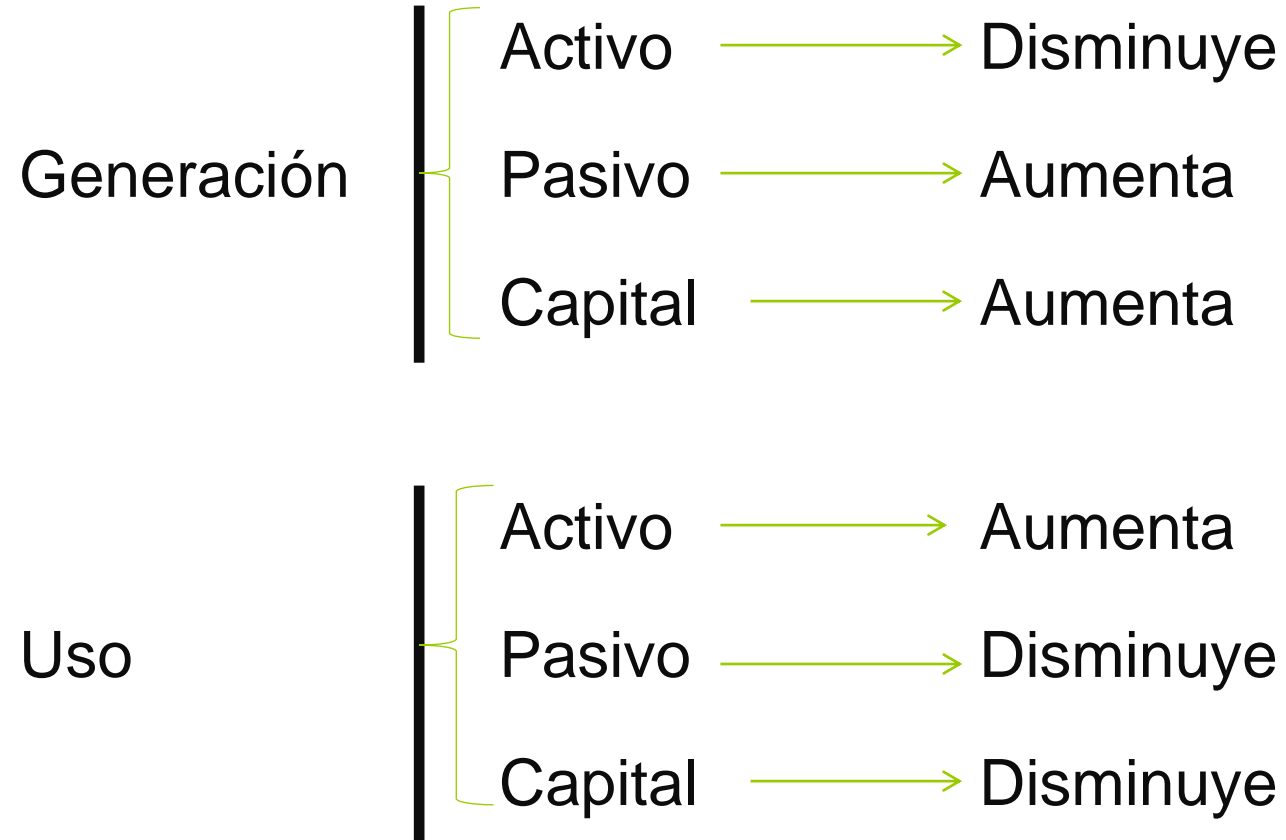 Activo Disminuye
Generación Pasivo Aumenta
Capital Aumenta
Activo Aumenta
Uso Pasivo Disminuye
Capital Disminuye